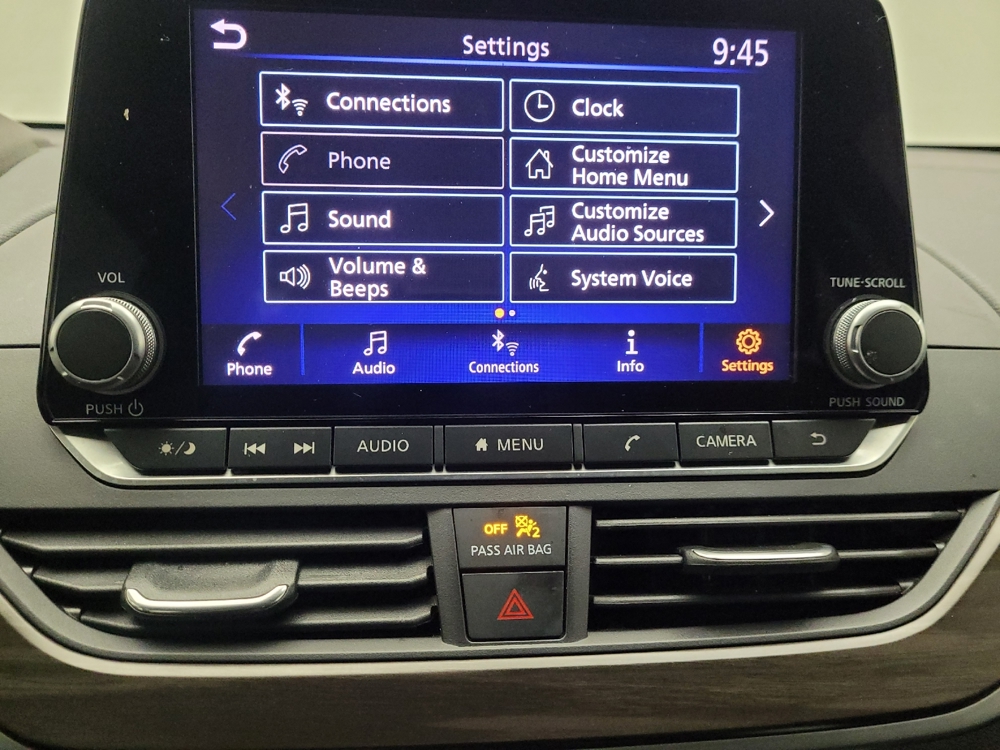 Settings
9:45
Connections
Clock
Phone
Customize
Home Menu
Sound
Customize
Audio Sources
Volume &
Beeps
System Voice
VOL
TUNE·SCROLL
Phone
Audio
Connections
Info
Settings
PUSH
PUSH SOUND
AUDIO
MENU
CAMERA
OFF
2
PASS AIR BAG